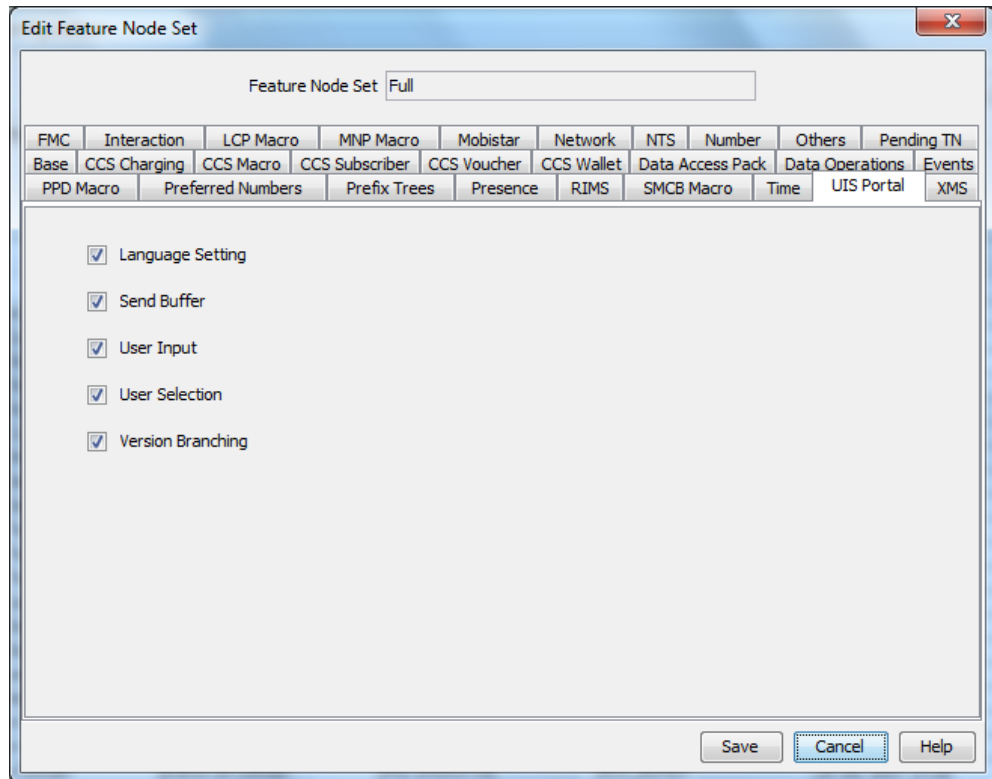 Edit Feature Node Set
Feature Node Set Full
FMC Interaction LCP Macro MNP Macro Mobistar Network NTS Number Others Pending TN
Base CCS Charging CCS Macro CCS Subscriber CCS Voucher CCS Wallet Data Access Pack Data Operations Events
PPD Macro Preferred Numbers Prefix Trees Presence RIMS SMCB Macro Time UIS Portal XMS
Language Setting
Send Buffer
User Input
User Selection
Version Branching
Save Cancel Help